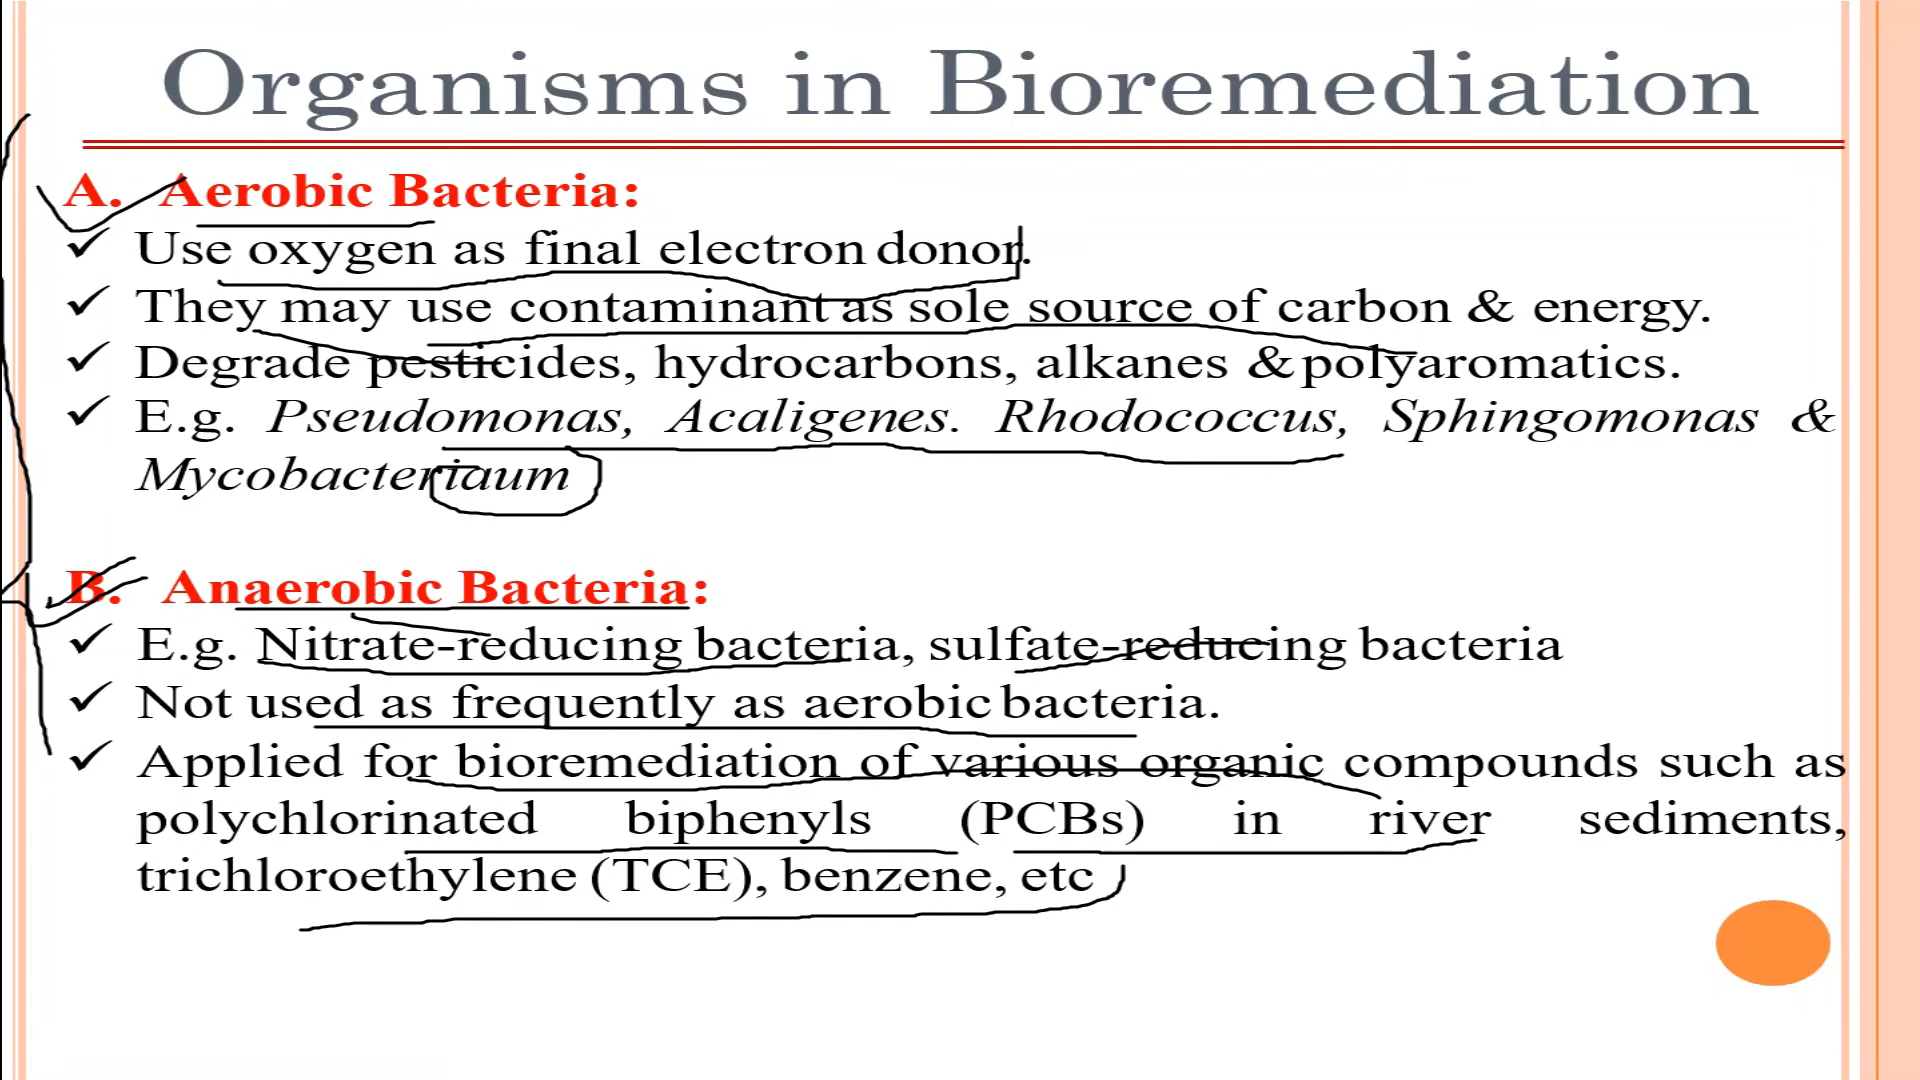 Organisms in Bioremediation
A. Aerobic Bacteria:
✓ Use oxygen as final electron donor.
✓ They may use contaminant as sole source of carbon & energy.
✓ Degrade pesticides, hydrocarbons, alkanes & polyaromatics.
✓ E.g. Pseudomonas, Acaligenes. Rhodococcus, Sphingomonas &
Mycobacteriaum
B. Anaerobic Bacteria:
✓ E.g. Nitrate-reducing bacteria, sulfate-reducing bacteria
✓ Not used as frequently as aerobic bacteria.
✓ Applied for bioremediation of various organic compounds such as
polychlorinated biphenyls (PCBs) in river sediments,
trichloroethylene (TCE), benzene, etc